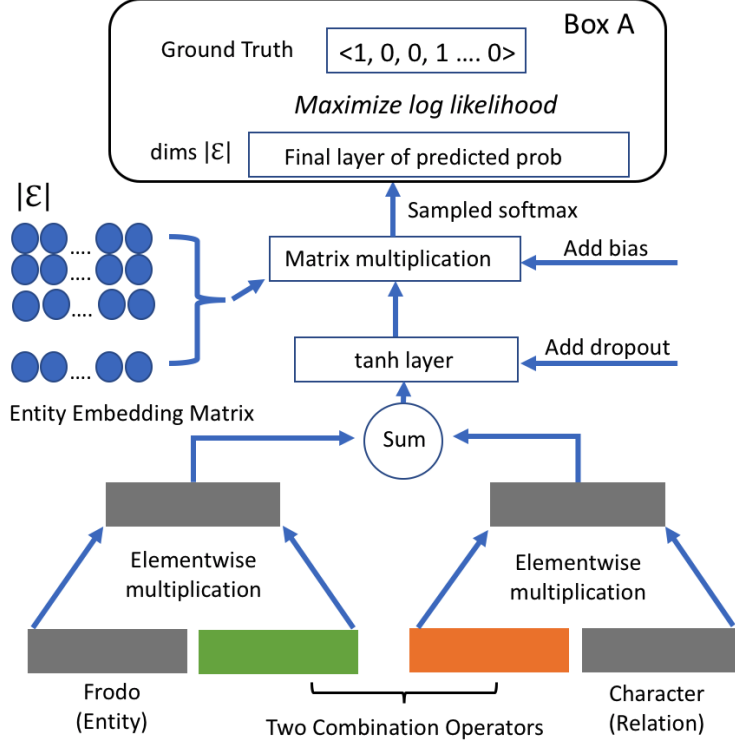 Box A
Ground Truth
<1, 0, 0, 1 .... 0>
Maximize log likelihood
dims |ℰ|
Final layer of predicted prob
|ℰ|
Sampled softmax
....
....
....
....
Matrix multiplication
Add bias
tanh layer
Add dropout
Entity Embedding Matrix
Sum
Elementwise
multiplication
Elementwise
multiplication
Frodo
(Entity)
Two Combination Operators
Character
(Relation)